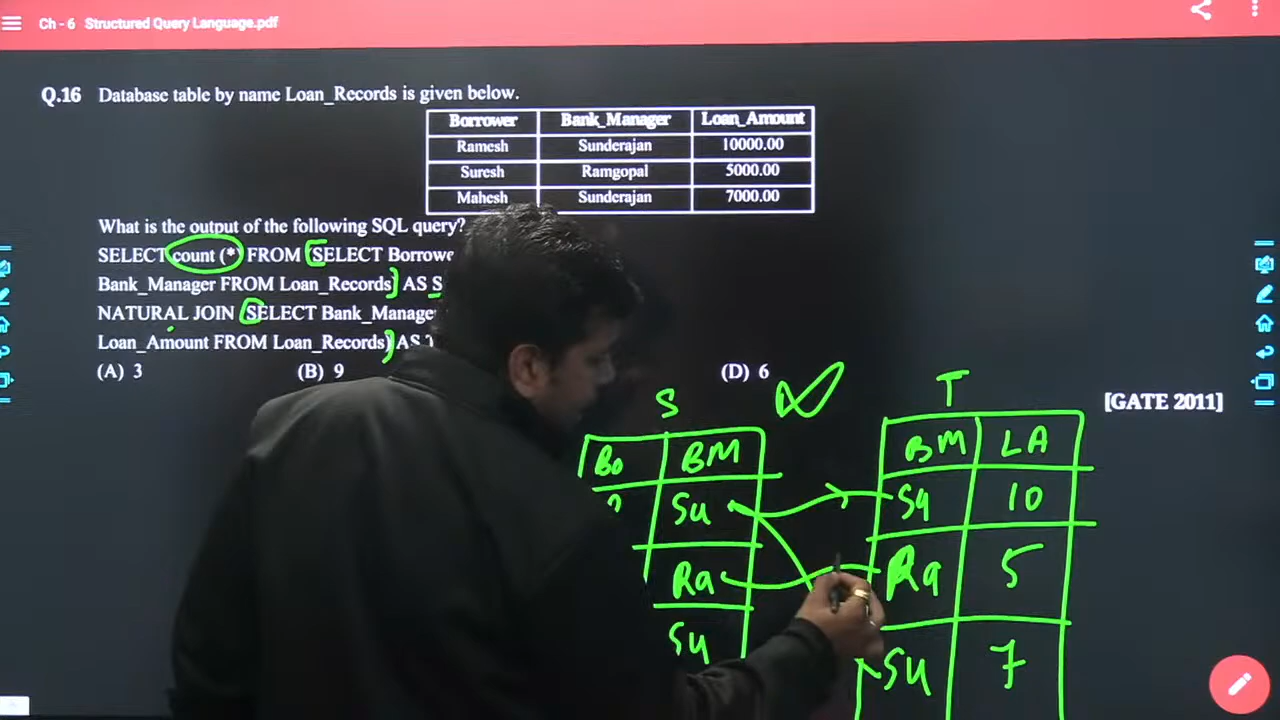 Ch - 6 Structured Query Language.pdf
Q.16 Database table by name Loan_Records is given below.
Borrower Bank_Manager Loan_Amount
Ramesh Sunderajan 10000.00
Suresh Ramgopal 5000.00
Mahesh Sunderajan 7000.00
What is the output of the following SQL query?
SELECT count (*) FROM (SELECT
Bank_Manager FROM Loan_Records) AS S
NATURAL JOIN (SELECT
Loan_Amount FROM Loan_Records) AS
(A) 3 (B) 9 (D) 6
[GATE 2011]
S T
Bo BM BM LA
Su Su 10
Ra Ra 5
Su Su 7